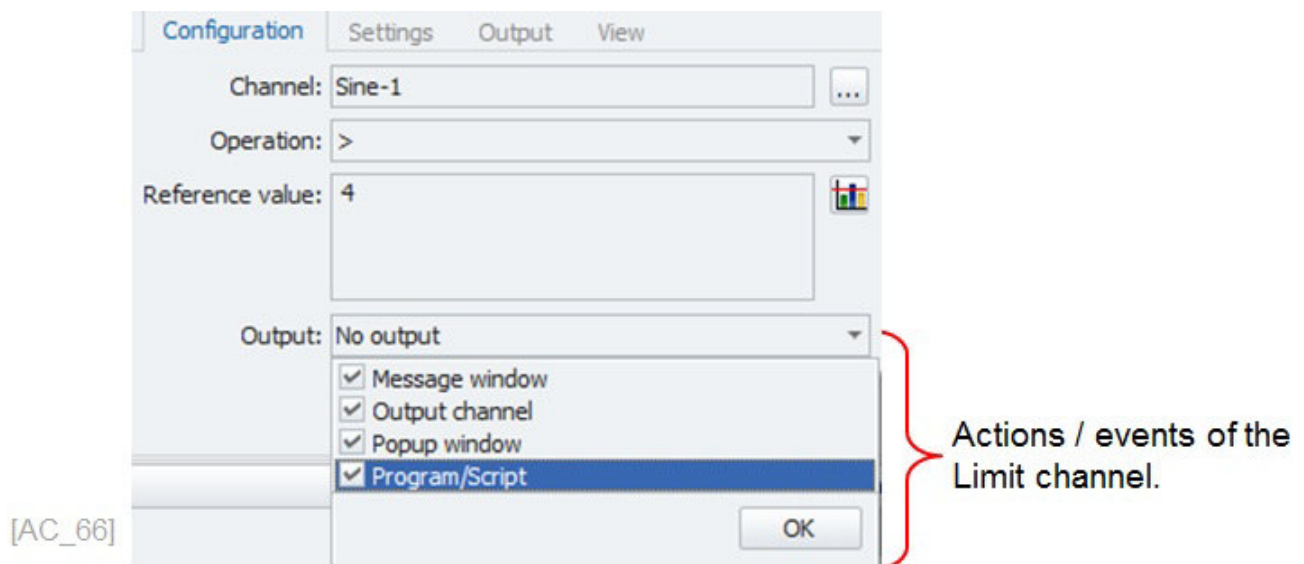 Configuration Settings Output View
Channel: Sine-1 ...
Operation: >
Reference value: 4
Output: No output
Message window
Output channel
Popup window
Program/Script
OK
Actions / events of the
Limit channel.
[AC_66]